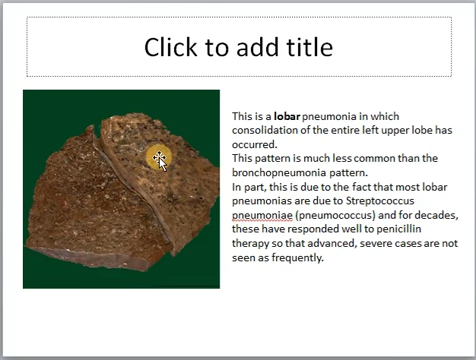 Click to add title
This is a lobar pneumonia in which
consolidation of the entire left upper lobe has
occurred.
This pattern is much less common than the
bronchopneumonia pattern.
In part, this is due to the fact that most lobar
pneumonias are due to Streptococcus
pneumoniae (pneumococcus) and for decades,
these have responded well to penicillin
therapy so that advanced, severe cases are not
seen as frequently.